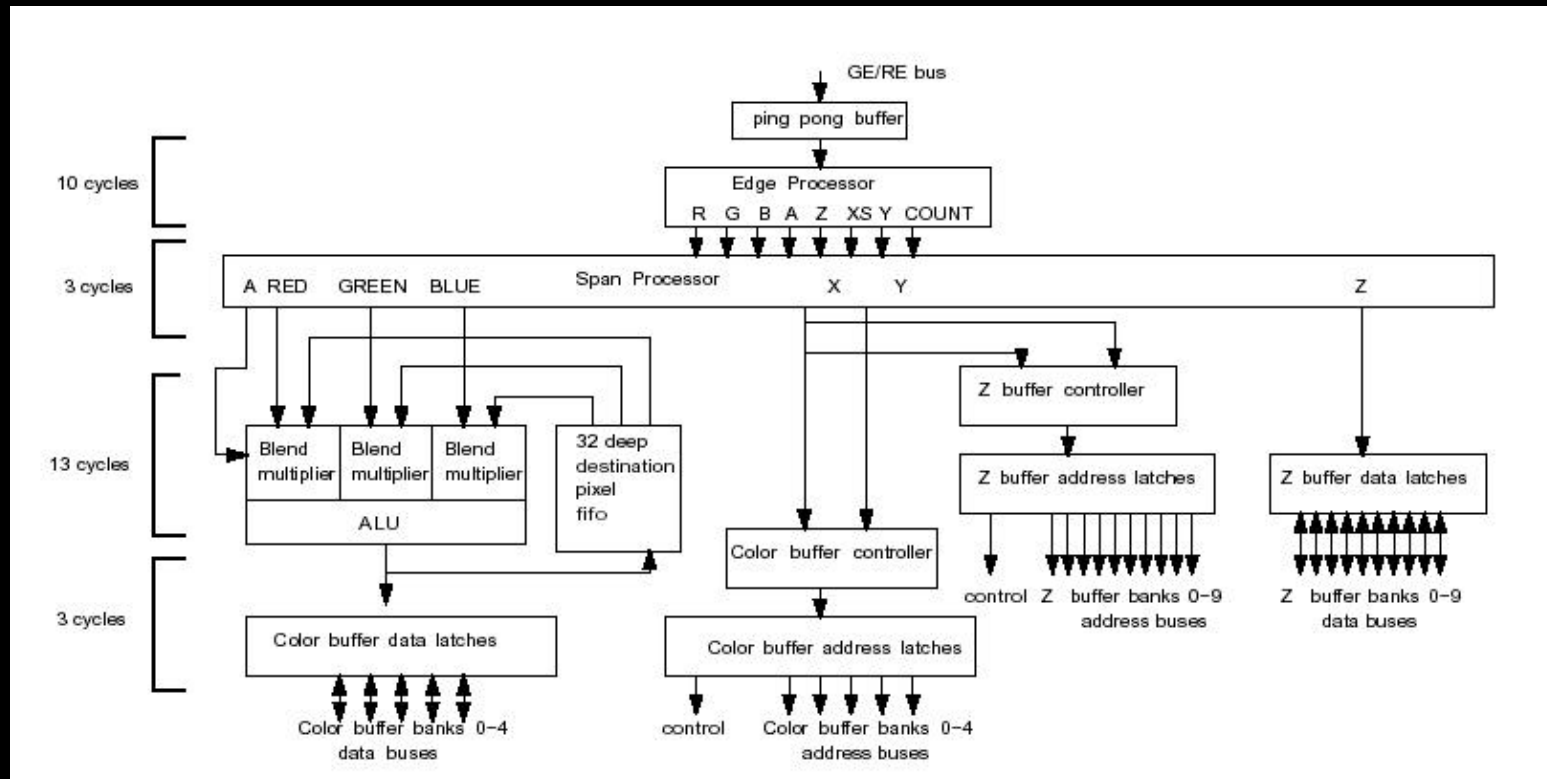 GE/RE bus
ping pong buffer
10 cycles
Edge Processor
R G B A Z XS Y COUNT
3 cycles
A RED GREEN BLUE Span Processor X Y Z
Z buffer controller
13 cycles
Blend
multiplier
Blend
multiplier
Blend
multiplier
32 deep
destination
pixel
fifo
Z buffer address latches
Z buffer data latches
ALU
Color buffer controller
control
Z buffer banks 0-9
address buses
Z buffer banks 0-9
data buses
3 cycles
Color buffer data latches
Color buffer address latches
Color buffer banks 0-4
data buses
control
Color buffer banks 0-4
address buses